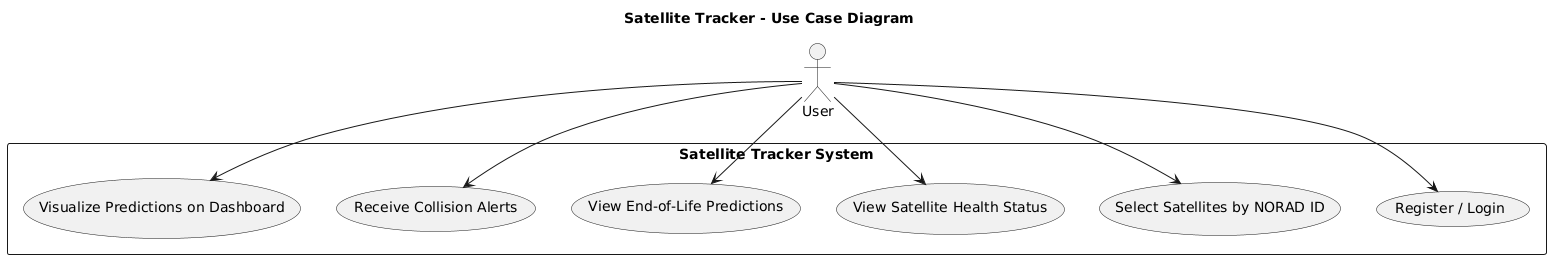 Satellite Tracker - Use Case Diagram
User
Satellite Tracker System
Visualize Predictions on Dashboard
Receive Collision Alerts
View End-of-Life Predictions
View Satellite Health Status
Select Satellites by NORAD ID
Register / Login